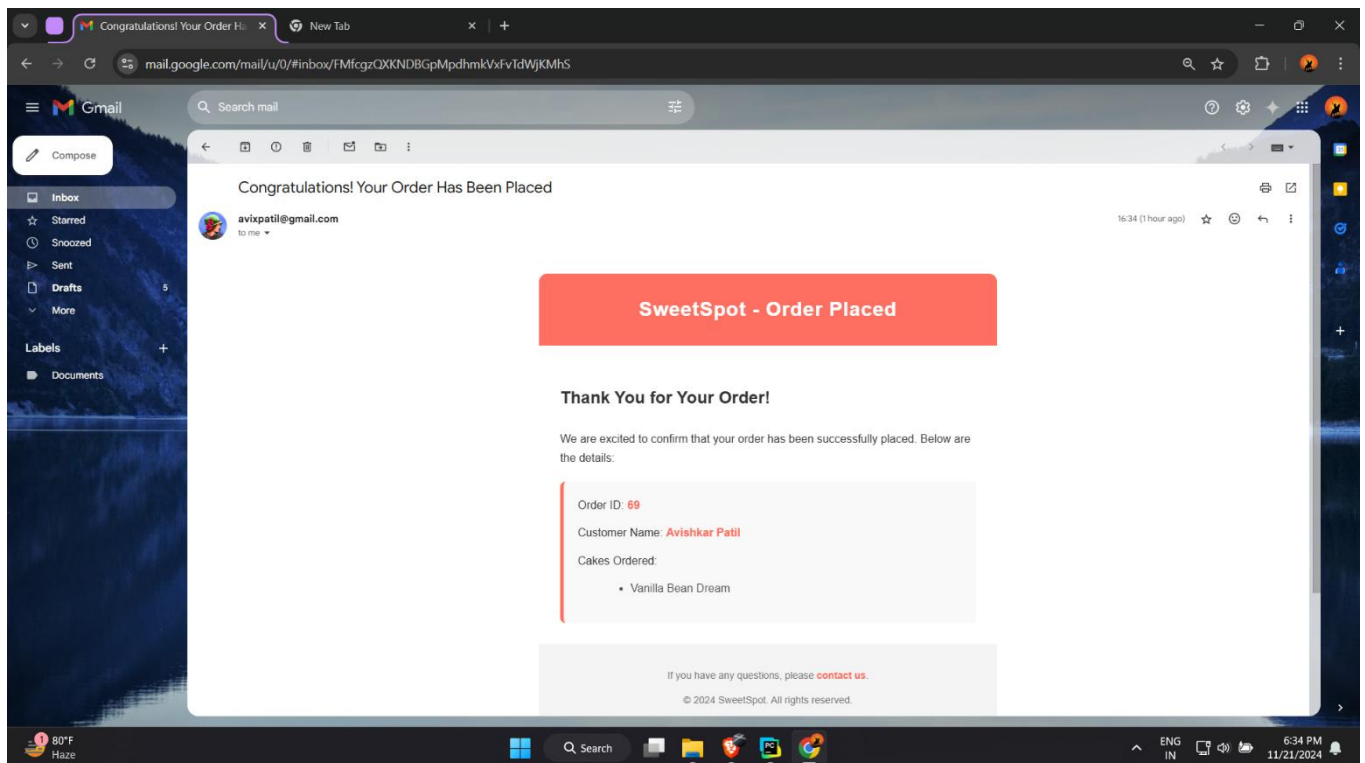 Congratulations! Your Order Ha
New Tab
mail.google.com/mail/u/0/#inbox/FMfcgzQXKNDBGpMpdhmkVxFvTdWjKMhS
Gmail
Search mail
Compose
Inbox
Starred
Snoozed
Sent
Drafts 5
More
Labels
Documents
Congratulations! Your Order Has Been Placed
avixpatil@gmail.com
16:34 (1 hour ago)
to me
SweetSpot - Order Placed
Thank You for Your Order!
We are excited to confirm that your order has been successfully placed. Below are
the details:
Order ID: 69
Customer Name: Avishkar Patil
Cakes Ordered:
• Vanilla Bean Dream
If you have any questions, please contact us.
© 2024 SweetSpot. All rights reserved.
1
80°F
Haze
Search
PC
ENG
IN
6:34 PM
11/21/2024